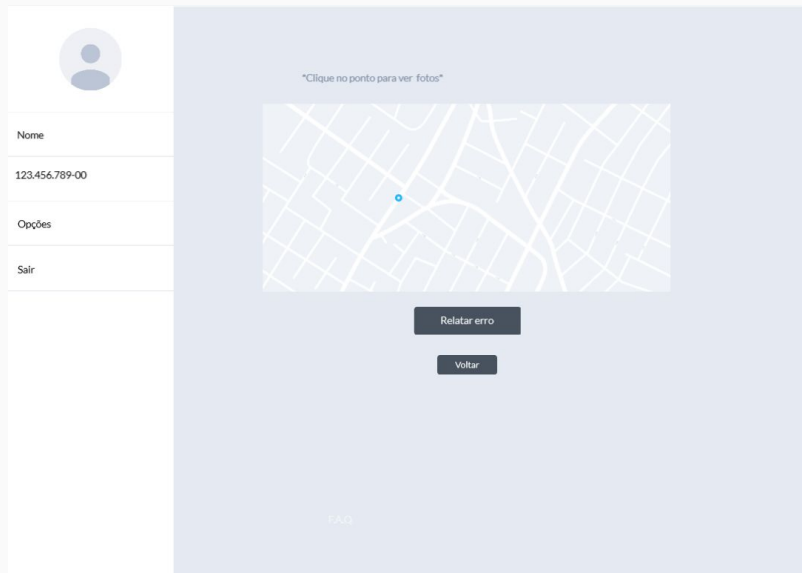 *Clique no ponto para ver fotos*
Nome
123.456.789-00
Opções
Sair
Relatar erro
Voltar
FAQ